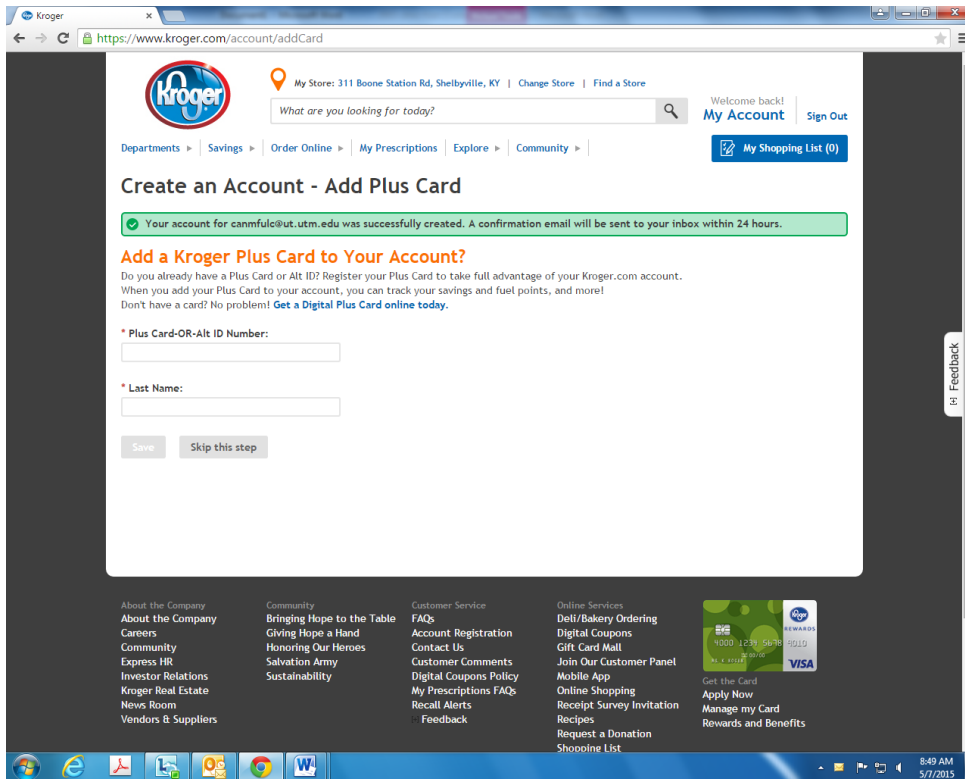 Kroger
https://www.kroger.com/account/addCard
Kroger
My Store: 311 Boone Station Rd, Shelbyville, KY | Change Store | Find a Store
What are you looking for today?
Welcome back!
My Account
Sign Out
Departments Savings Order Online My Prescriptions Explore Community
My Shopping List (0)
Create an Account - Add Plus Card
Your account for canmfulc@ut.utm.edu was successfully created. A confirmation email will be sent to your inbox within 24 hours.
Add a Kroger Plus Card to Your Account?
Do you already have a Plus Card or Alt ID? Register your Plus Card to take full advantage of your Kroger.com account.
When you add your Plus Card to your account, you can track your savings and fuel points, and more!
Don't have a card? No problem! Get a Digital Plus Card online today.
* Plus Card-OR-Alt ID Number:
* Last Name:
Save
Skip this step
[+] Feedback
About the Company
About the Company
Careers
Community
Express HR
Investor Relations
Kroger Real Estate
News Room
Vendors & Suppliers
Community
Bringing Hope to the Table
Giving Hope a Hand
Honoring Our Heroes
Salvation Army
Sustainability
Customer Service
FAQs
Account Registration
Contact Us
Customer Comments
Digital Coupons Policy
My Prescriptions FAQs
Recall Alerts
Feedback
Online Services
Deli/Bakery Ordering
Digital Coupons
Gift Card Mall
Join Our Customer Panel
Mobile App
Online Shopping
Receipt Survey Invitation
Recipes
Request a Donation
Shopping List
Kroger
REWARDS
4000 1234 5678 9010
VISA
Get the Card
Apply Now
Manage my Card
Rewards and Benefits
8:49 AM
5/7/2015